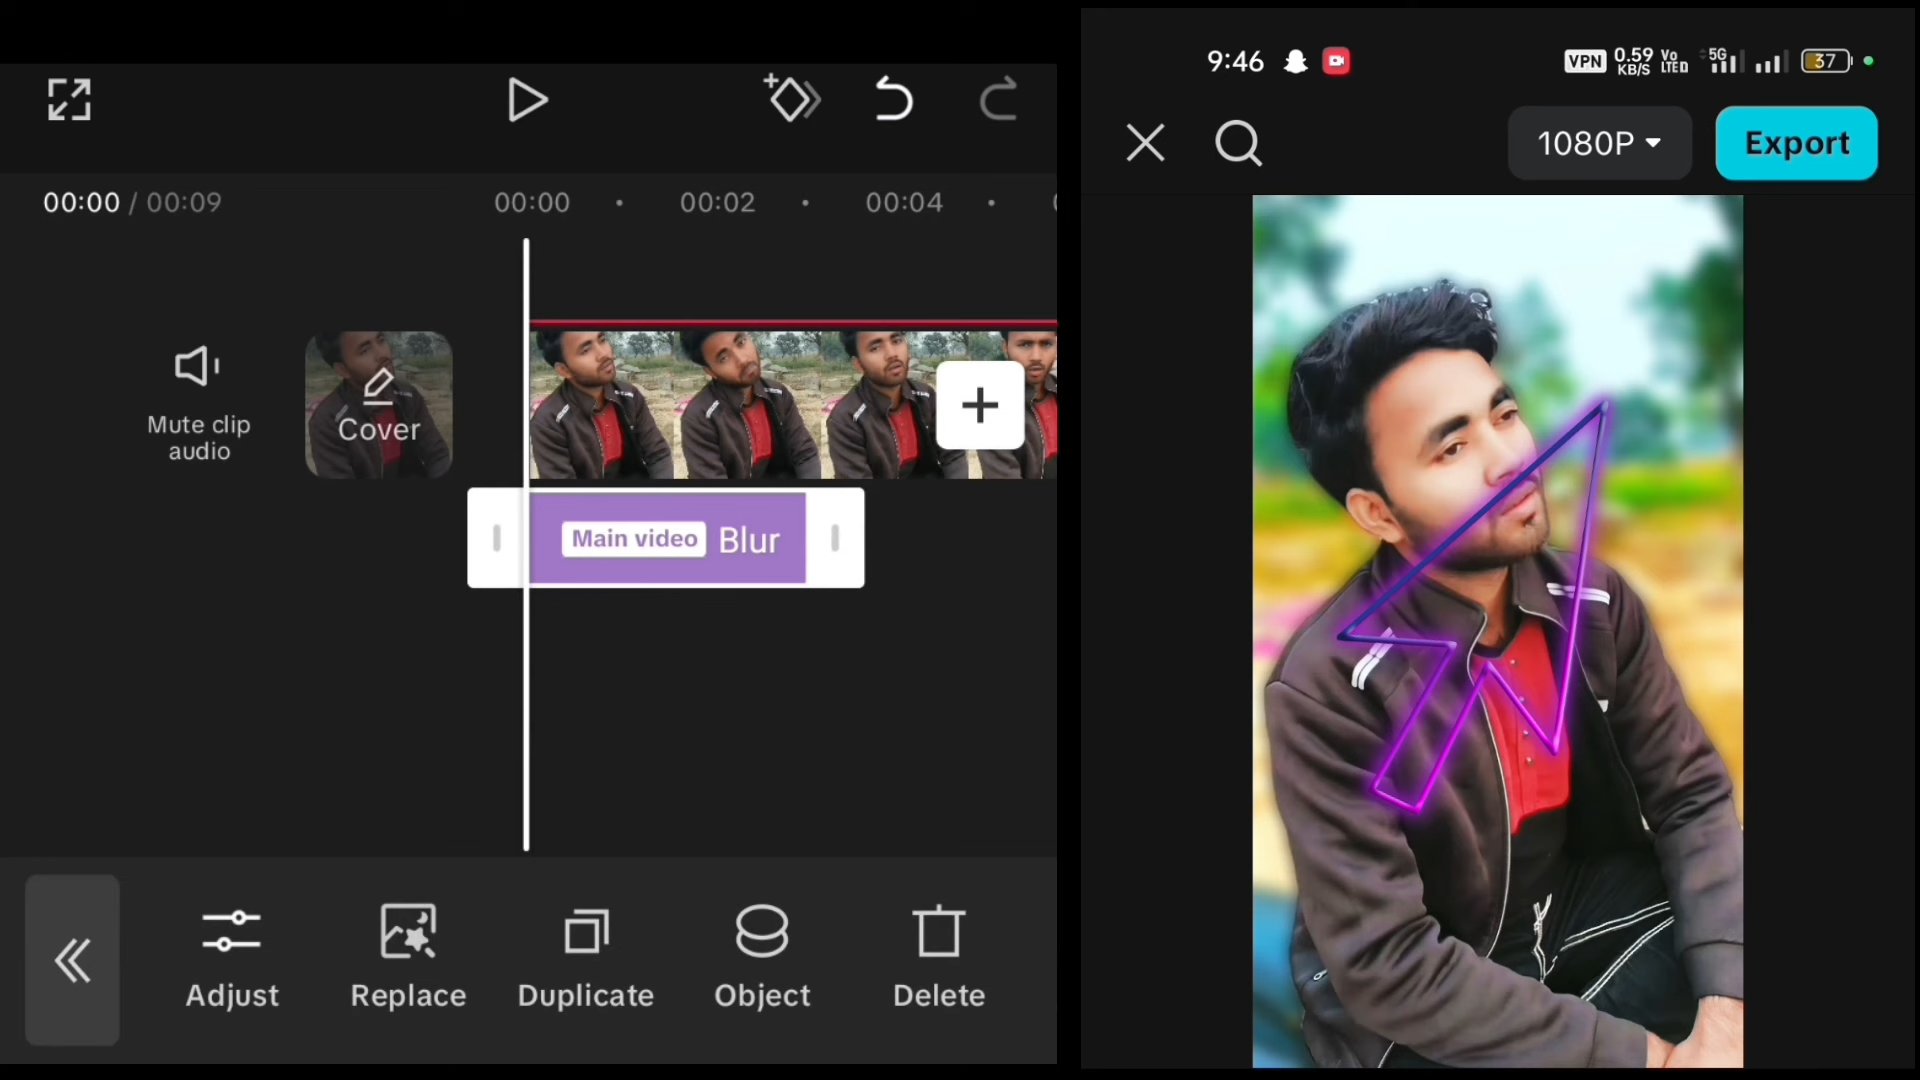 9:46
VPN
0.59
KB/S
Vo
LTED
5G
37
1080P
Export
00:00 / 00:09
00:00
00:02
00:04
Mute clip
audio
Cover
Main video
Blur
Adjust
Replace
Duplicate
Object
Delete